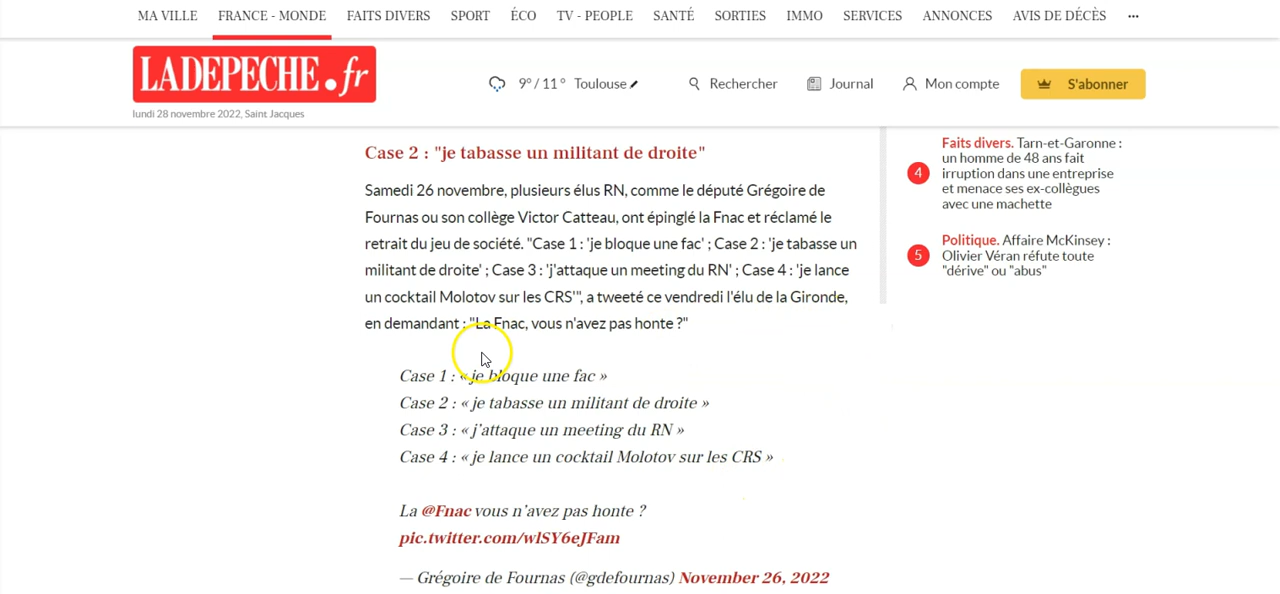 MA VILLE FRANCE - MONDE FAITS DIVERS SPORT ÉCO TV - PEOPLE SANTÉ SORTIES IMMO SERVICES ANNONCES AVIS DE DÉCÈS ...
LADEPECHE.fr
9° / 11° Toulouse Rechercher Journal Mon compte S'abonner
lundi 28 novembre 2022, Saint Jacques
Case 2 : "je tabasse un militant de droite"
Samedi 26 novembre, plusieurs élus RN, comme le député Grégoire de
Fournas ou son collège Victor Catteau, ont épinglé la Fnac et réclamé le
retrait du jeu de société. "Case 1 : 'je bloque une fac' ; Case 2 : 'je tabasse un
militant de droite' ; Case 3 : 'j'attaque un meeting du RN' ; Case 4 : 'je lance
un cocktail Molotov sur les CRS'", a tweeté ce vendredi l'élu de la Gironde,
en demandant : "La Fnac, vous n'avez pas honte ?"
Case 1 : « je bloque une fac »
Case 2 : « je tabasse un militant de droite »
Case 3 : « j'attaque un meeting du RN »
Case 4 : « je lance un cocktail Molotov sur les CRS »
La @Fnac vous n'avez pas honte ?
pic.twitter.com/wlSY6eJFam
— Grégoire de Fournas (@gdefournas) November 26, 2022
4
Faits divers. Tarn-et-Garonne :
un homme de 48 ans fait
irruption dans une entreprise
et menace ses ex-collègues
avec une machette
5
Politique. Affaire McKinsey :
Olivier Véran réfute toute
"dérive" ou "abus"